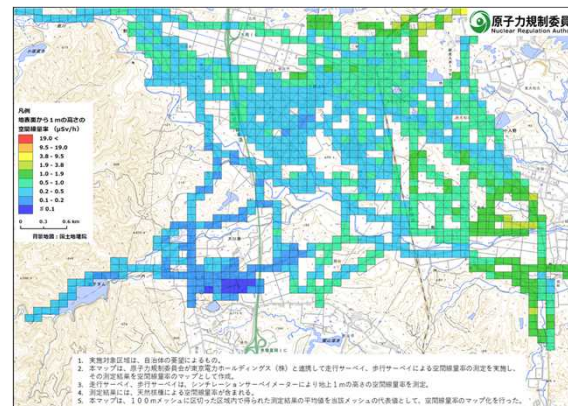 原子力規制委員
Nuclear Regulation Autho
凡例
地表面から1mの高さの
空間線量率 (μSv/h)
19.0 <
9.5 - 19.0
3.8 - 9.5
1.9 - 3.8
1.0 - 1.9
0.5 - 1.0
0.2 - 0.5
0.1 - 0.2
≦ 0.1
0 0.3 0.6 km
背景地図:国土地理院
1. 実施対象区域は、自治体の要望によるもの。
2. 本マップは、原子力規制委員会が東京電力ホールディングス(株)と連携して走行サーベイ、歩行サーベイによる空間線量率の測定を実施し、
その測定結果を空間線量率のマップとして作成。
3. 走行サーベイ、歩行サーベイは、シンチレーションサーベイメーターにより地上1mの高さの空間線量率を測定。
4. 測定結果には、天然核種による空間線量率が含まれる。
5. 本マップは、100mメッシュに区切った区域内で得られた測定結果の平均値を当該メッシュの代表値として、空間線量率のマップ化を行った。